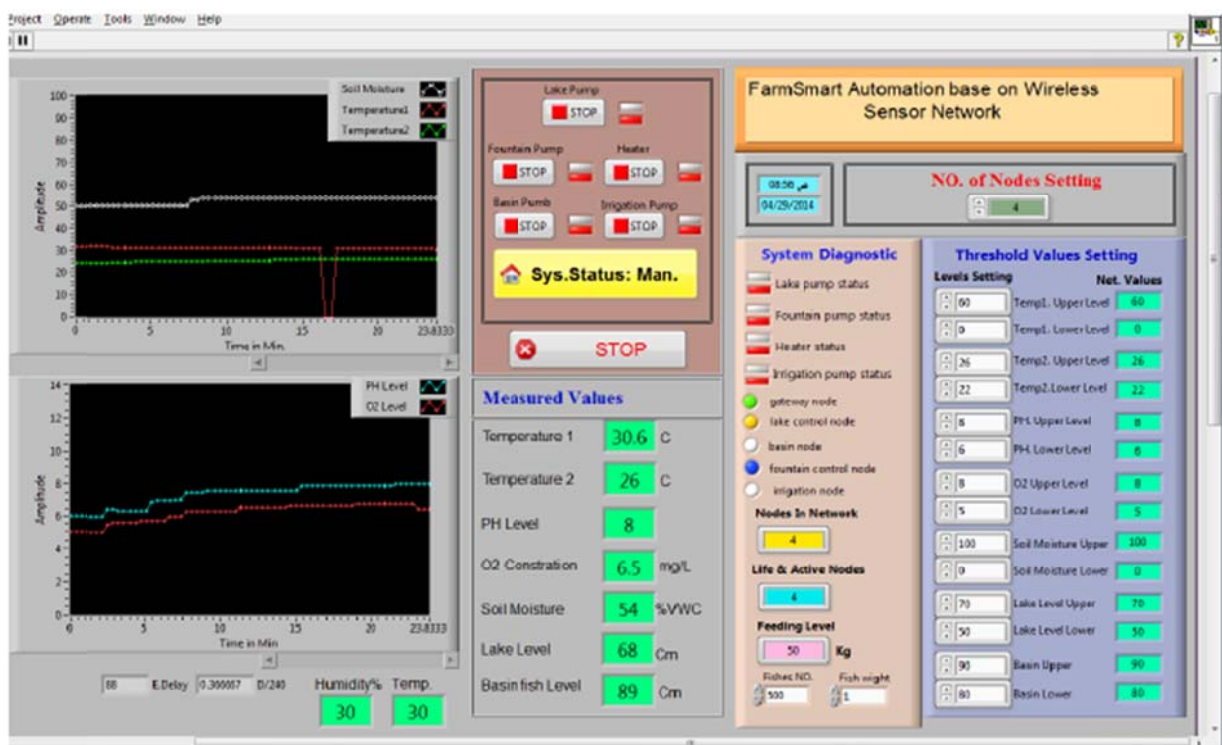 Project Operate Tools Window Help
Soil Moisture
Temperature1
Temperature2
100
90
80
70
60
50
40
30
20
10
0
Amplitude
0 5 10 15 20 23.8333
Time in Min.
PH Level
O2 Level
14
12
10
8
6
4
2
0
Amplitude
0 5 10 15 20 23.8333
Time in Min
88 E.Delay D/240
Humidity% Temp.
30 30
Lake Pump
STOP
Fountain Pump Heater
STOP STOP
Basin Pumb Irrigation Pump
STOP STOP
Sys.Status: Man.
STOP
Measured Values
Temperature 1 30.6 C
Temperature 2 26 C
PH Level 8
O2 Constration 6.5 mg/L
Soil Moisture 54 %VWC
Lake Level 68 Cm
Basin fish Level 89 Cm
FarmSmart Automation base on Wireless
Sensor Network
08:56 ص
04/29/2014
NO. of Nodes Setting
4
System Diagnostic
Lake pump status
Fountain pump status
Heater status
Irrigation pump status
gateway node
lake control node
basin node
fountain control node
irrigation node
Nodes In Network
4
Life & Active Nodes
4
Feeding Level
50 Kg
Fishes NO. Fish wight
500 1
Threshold Values Setting
Levels Setting Net. Values
60 Temp1. Upper Level 60
0 Temp1. Lower Level 0
26 Temp2. Upper Level 26
22 Temp2.Lower Level 22
8 PH. Upper Level 8
6 PH. Lower Level 6
8 O2 Upper Level 8
5 O2 Lower Level 5
100 Soil Moisture Upper 100
0 Soil Moisture Lower 0
70 Lake Level Upper 70
50 Lake Level Lower 50
90 Basin Upper 90
80 Basin Lower 80